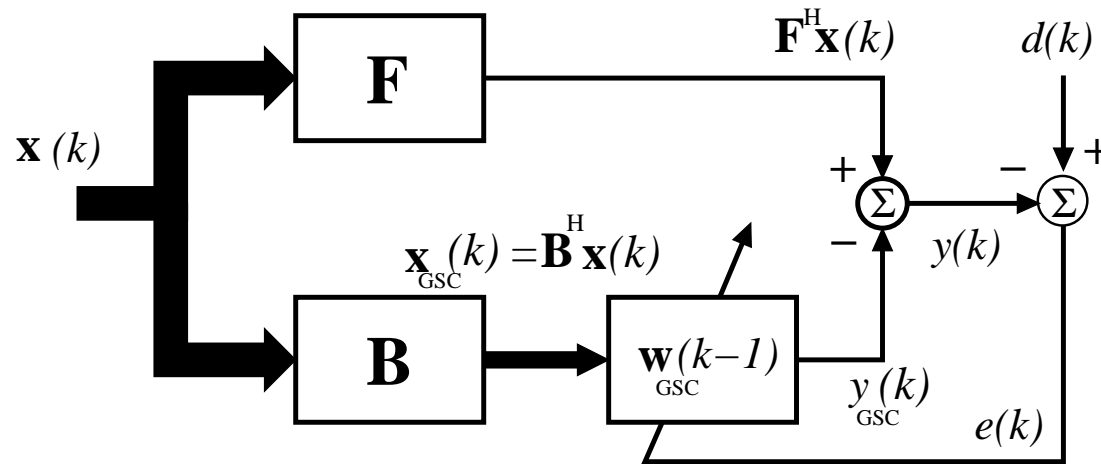 F
F^H x(k)
d(k)
x (k)
+
−
+
Σ
Σ
−
y(k)
x_GSC(k) = B^H x(k)
B
w_GSC(k−1)
y_GSC(k)
e(k)